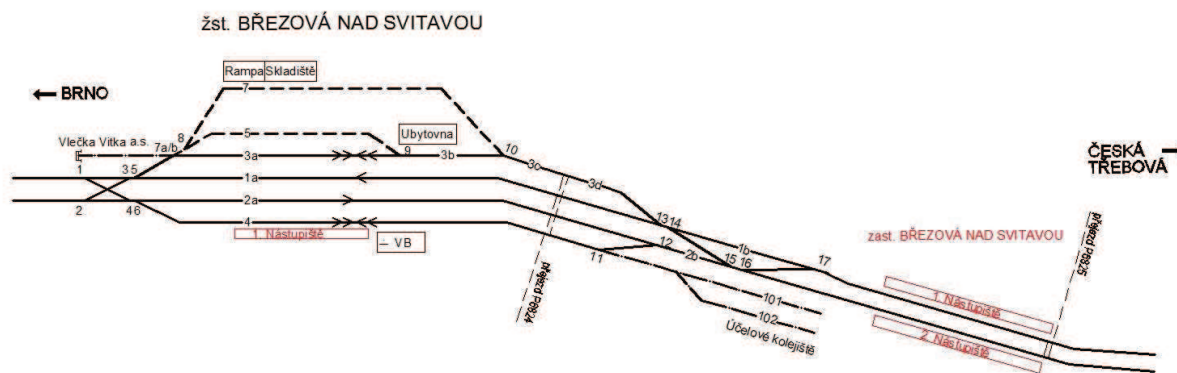 žst. BŘEZOVÁ NAD SVITAVOU
Rampa Skladiště
7
BRNO
Vlečka Vitka a.s.
7a/b
8
5
Ubytovna
9
10
3a
3b
3c
3d
ČESKÁ
TŘEBOVÁ
1
3 5
1a
2
4 6
2a
4
1. Nástupiště
VB
přejezd P6824
11
12
13 14
1b
2b
15 16
17
101
102
Účelové kolejiště
zast. BŘEZOVÁ NAD SVITAVOU
1. Nástupiště
2. Nástupiště
přejezd P6825